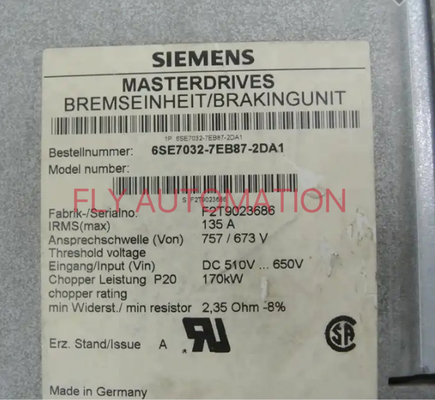 SIEMENS
MASTERDRIVES
BREMSEINHEIT/BRAKINGUNIT
1P 6SE7032-7EB87-2DA1
Bestellnummer: 6SE7032-7EB87-2DA1
Model number:
S F2T9023686
FLY AUTOMATION
Fabrik-/Serialno. F2T9023686
IRMS(max) 135 A
Ansprechschwelle (Von) 757 / 673 V
Threshold voltage
Eingang/Input (Vin) DC 510V ... 650V
Chopper Leistung P20 170kW
chopper rating
min Widerst./ min resistor 2,35 Ohm -8%
Erz. Stand/Issue A
Made in Germany